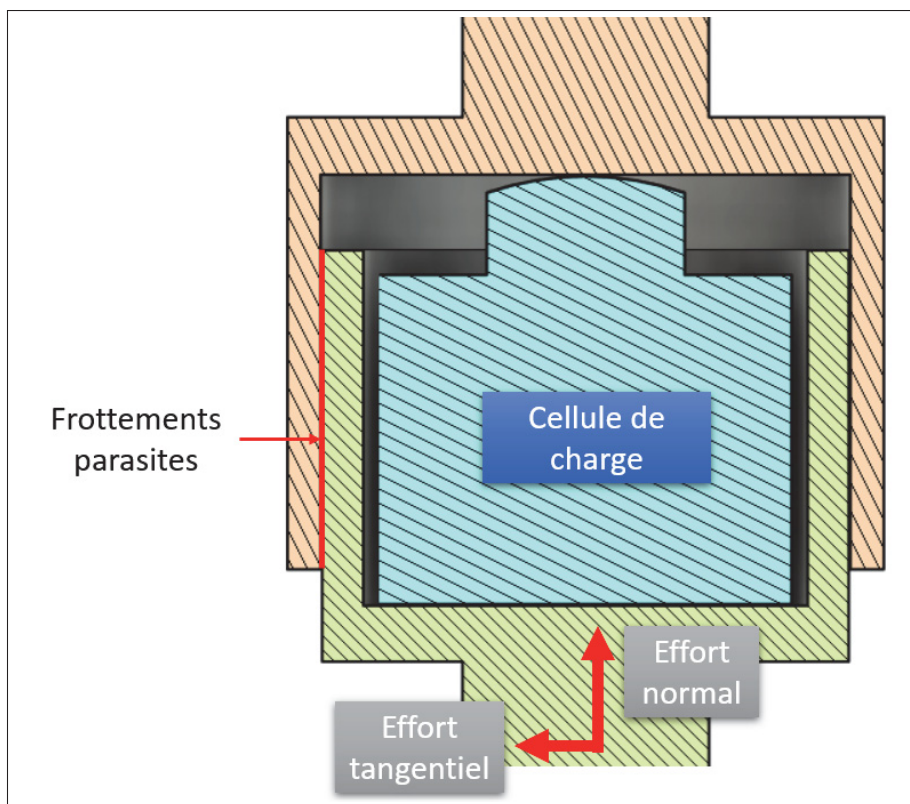 Frottements
parasites
Cellule de
charge
Effort
normal
Effort
tangentiel